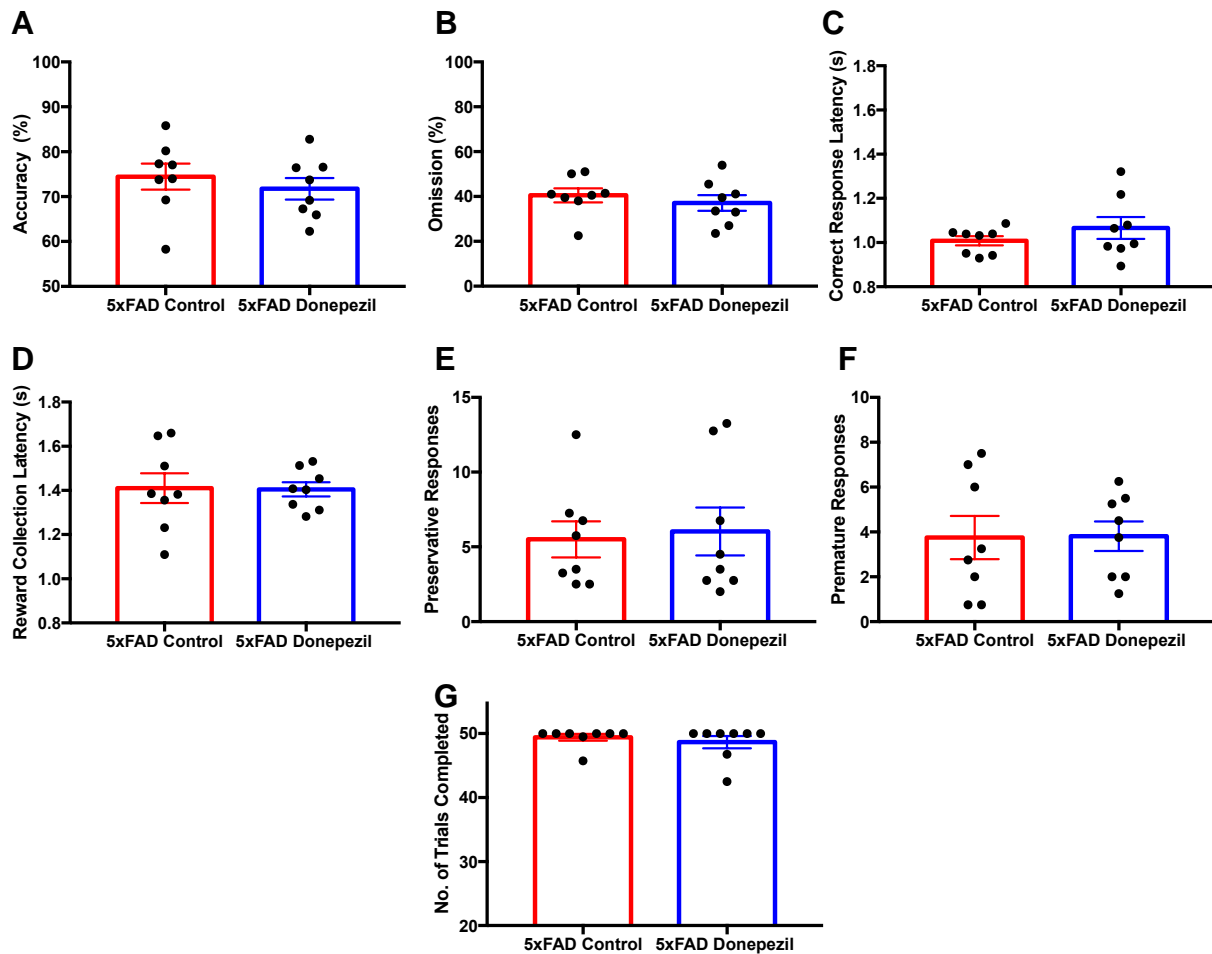 A
Accuracy (%)
100
90
80
70
60
50
5xFAD Control 5xFAD Donepezil
B
Omission (%)
100
80
60
40
20
0
5xFAD Control 5xFAD Donepezil
C
Correct Response Latency (s)
1.8
1.6
1.4
1.2
1.0
0.8
5xFAD Control 5xFAD Donepezil
D
Reward Collection Latency (s)
1.8
1.6
1.4
1.2
1.0
0.8
5xFAD Control 5xFAD Donepezil
E
Preservative Responses
15
10
5
0
5xFAD Control 5xFAD Donepezil
F
Premature Responses
10
8
6
4
2
0
5xFAD Control 5xFAD Donepezil
G
No. of Trials Completed
50
40
30
20
5xFAD Control 5xFAD Donepezil